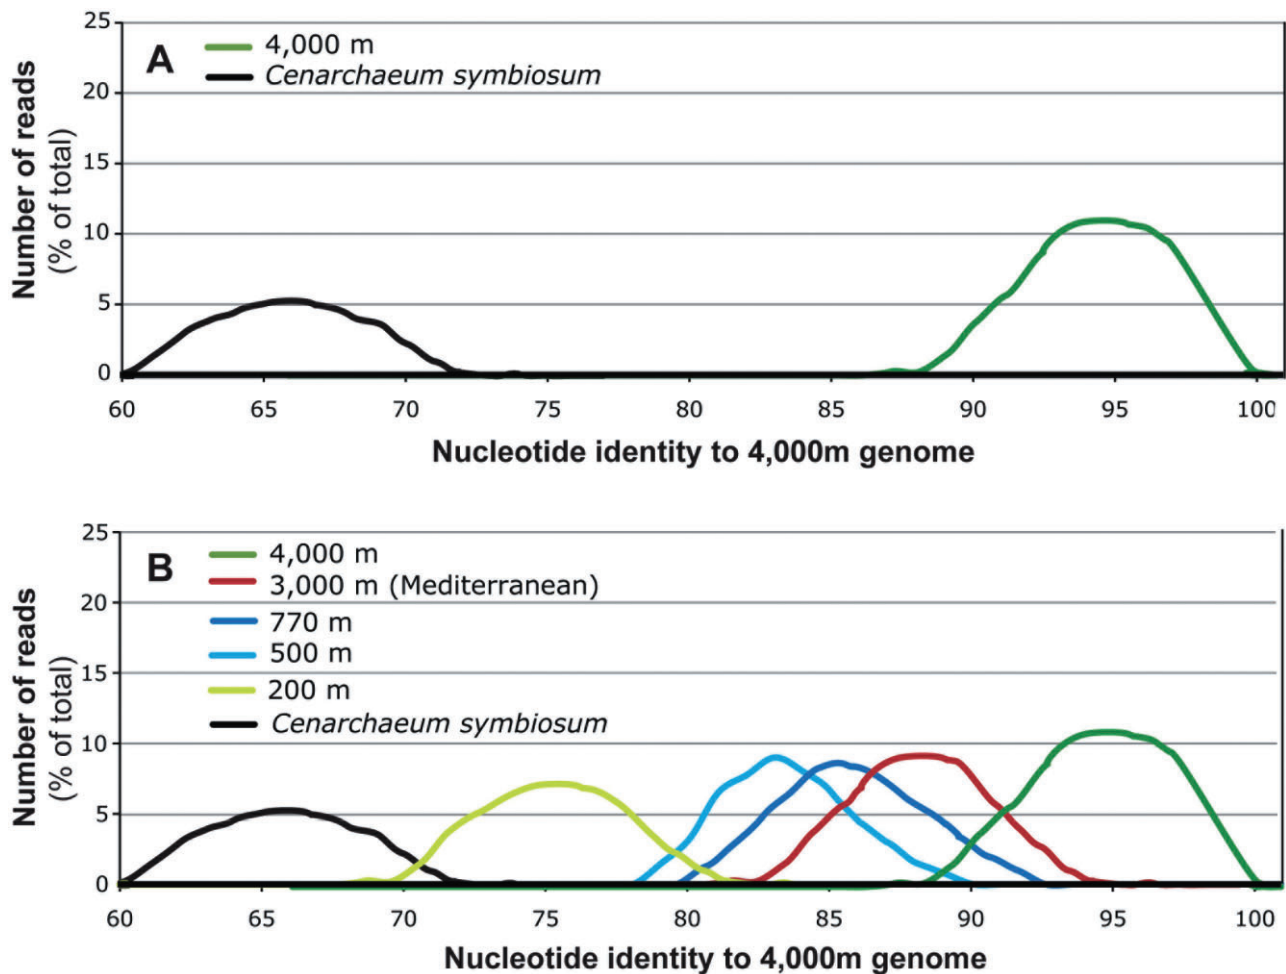 A
4,000 m
Cenarchaeum symbiosum
Number of reads
(% of total)
25
20
15
10
5
0
60 65 70 75 80 85 90 95 100
Nucleotide identity to 4,000m genome
B
4,000 m
3,000 m (Mediterranean)
770 m
500 m
200 m
Cenarchaeum symbiosum
Number of reads
(% of total)
25
20
15
10
5
0
60 65 70 75 80 85 90 95 100
Nucleotide identity to 4,000m genome